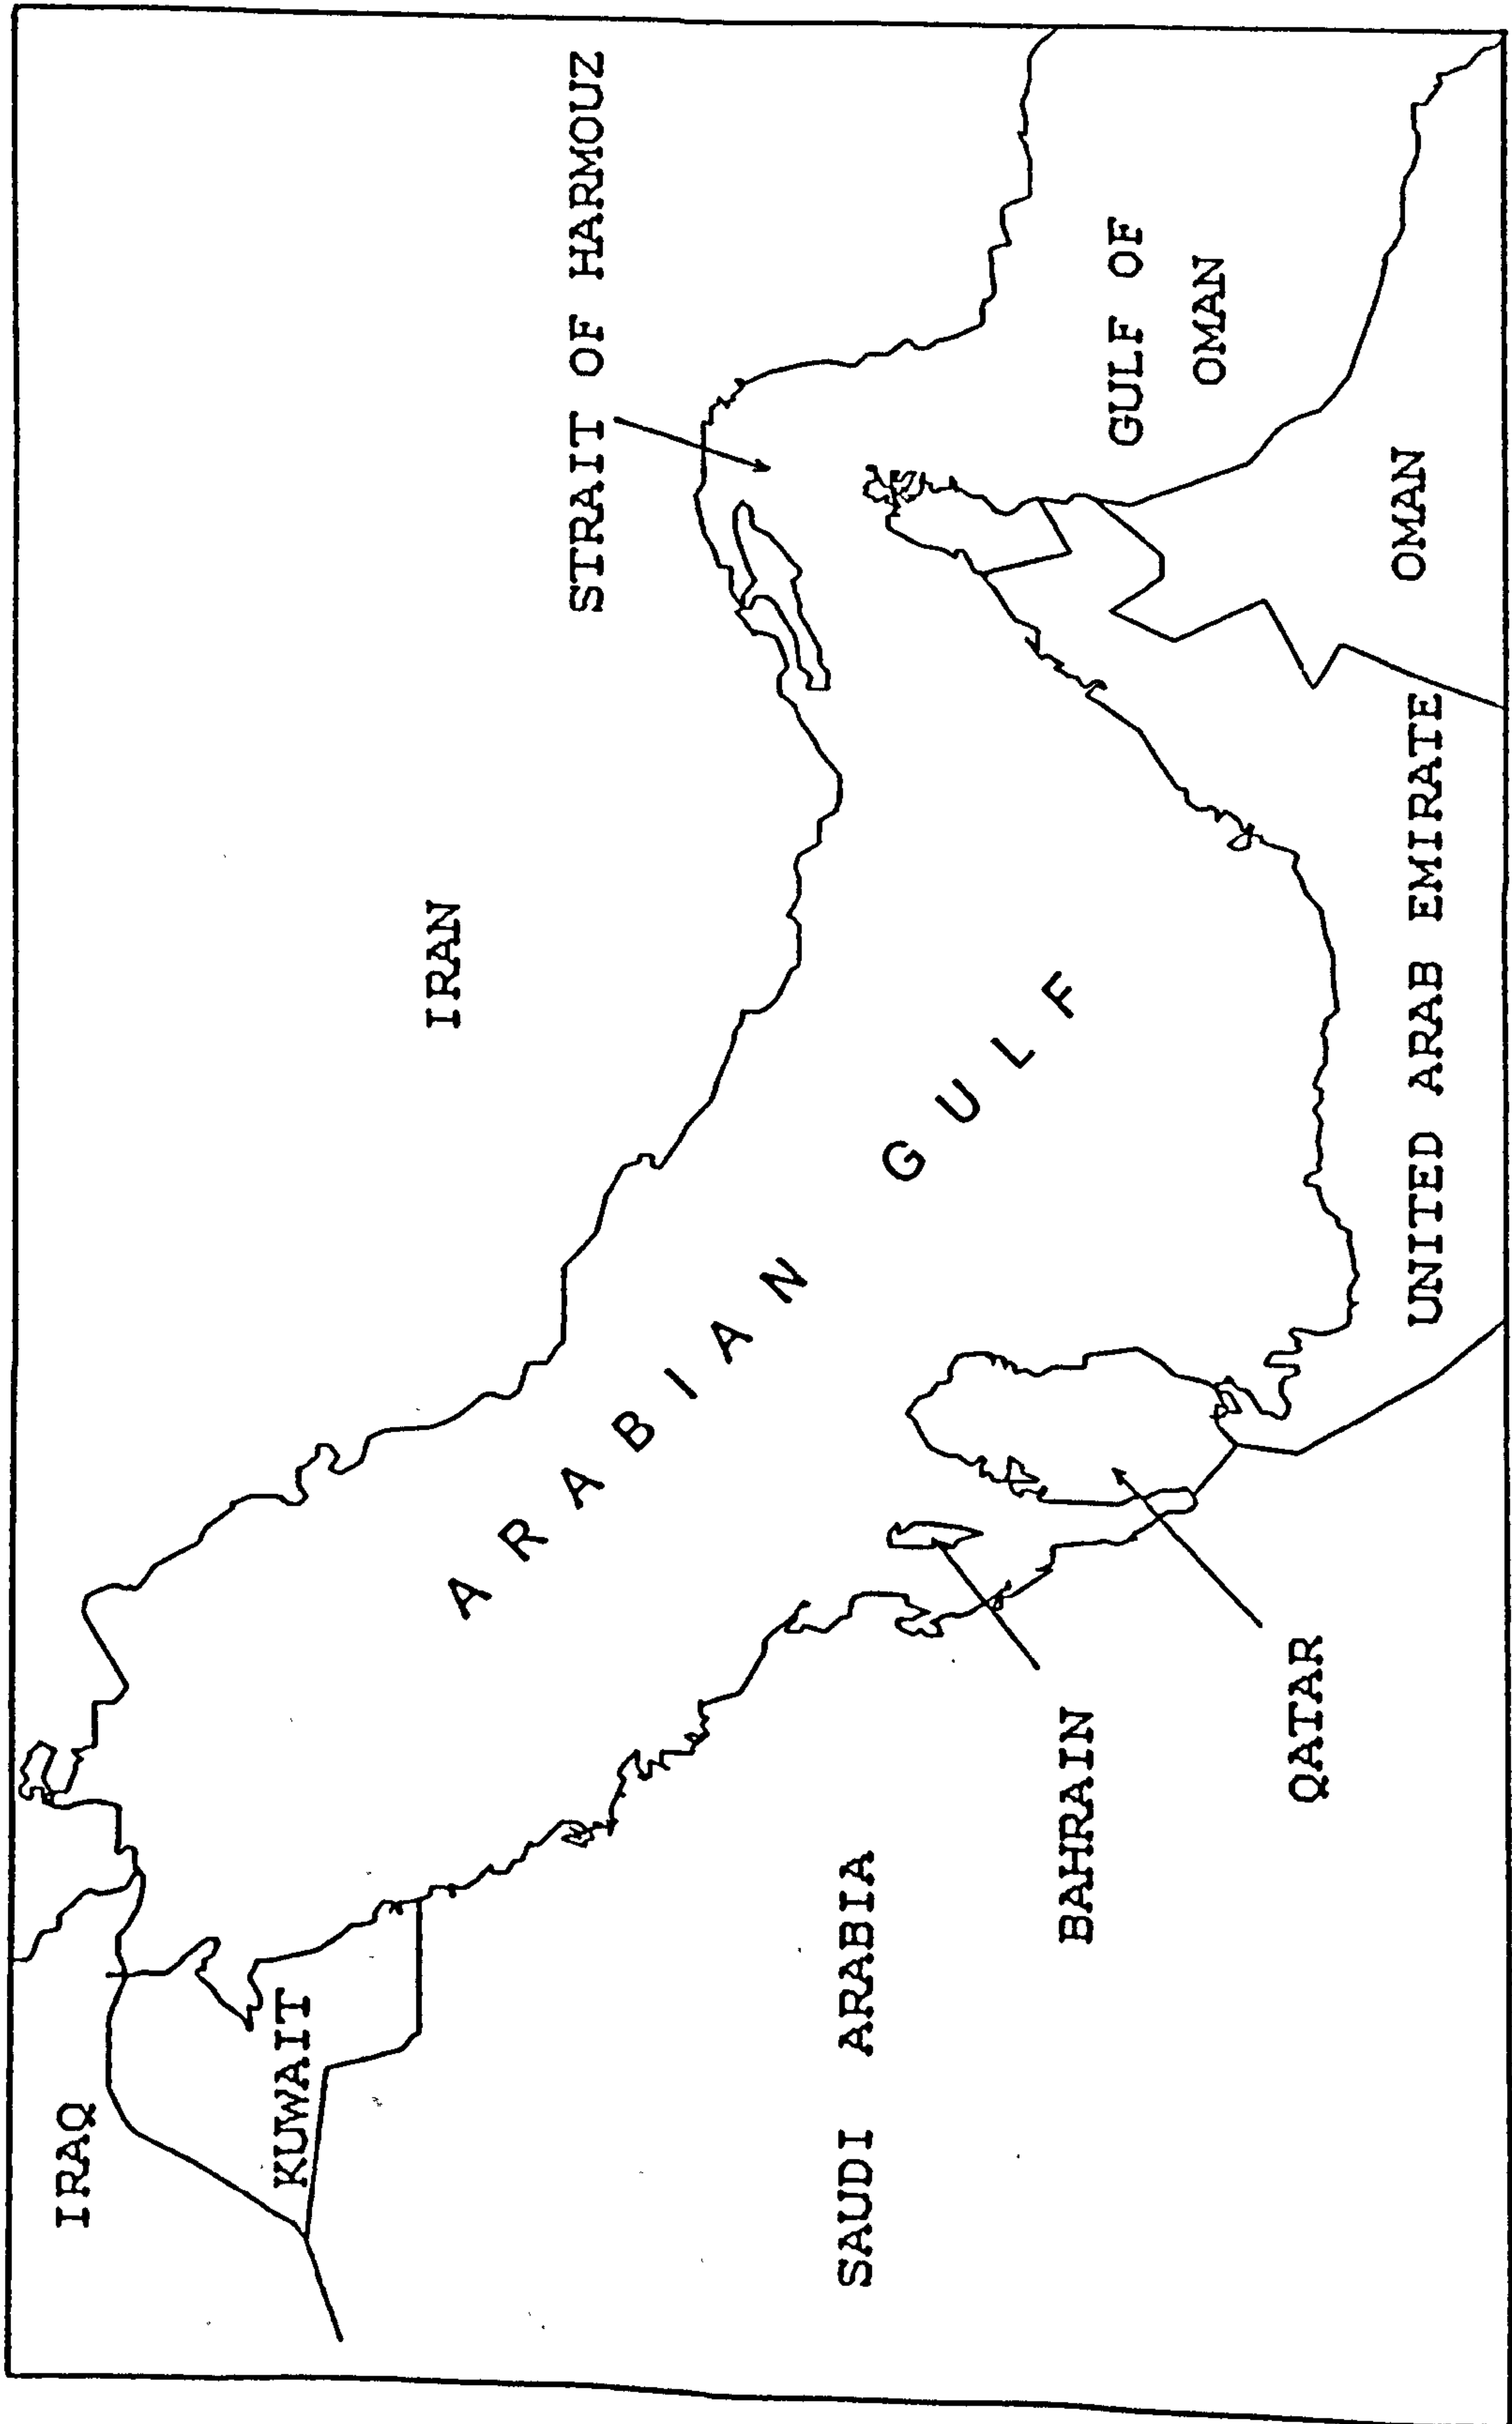 IRAQ
KUWAIT
IRAN
STRAIT OF HARMOUZ
ARABIAN GULF
SAUDI ARABIA
BAHRAIN
QATAR
GULF OF
OMAN
OMAN
UNITED ARAB EMIRATE